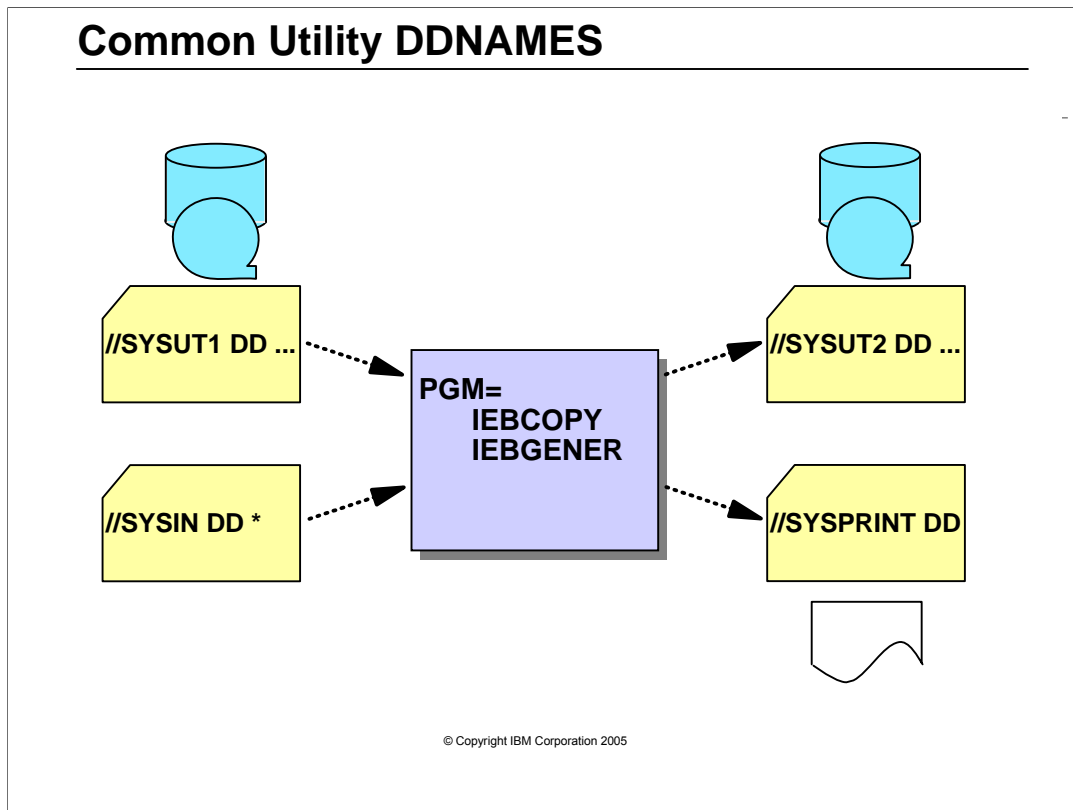 Common Utility DDNAMES
//SYSUT1 DD ...
//SYSUT2 DD ...
PGM=
IEBCOPY
IEBGENER
//SYSIN DD *
//SYSPRINT DD
© Copyright IBM Corporation 2005